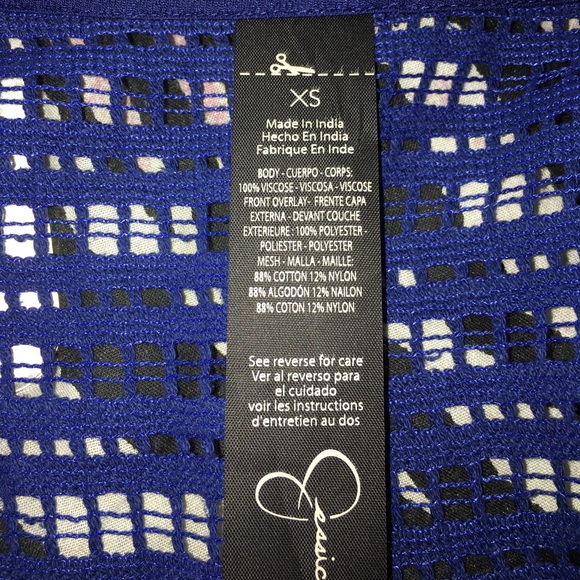 XS
Made In India
Hecho En India
Fabrique En Inde
BODY - CUERPO - CORPS:
100% VISCOSE - VISCOSA - VISCOSE
FRONT OVERLAY- FRENTE CAPA
EXTERNA - DEVANT COUCHE
EXTERIEURE : 100% POLYESTER -
POLIESTER - POLYESTER
MESH - MALLA - MAILLE:
88% COTTON 12% NYLON
88% ALGODÓN 12% NAILON
88% COTON 12% NYLON
See reverse for care
Ver al reverso para
el cuidado
voir les instructions
d'entretien au dos
Jessic